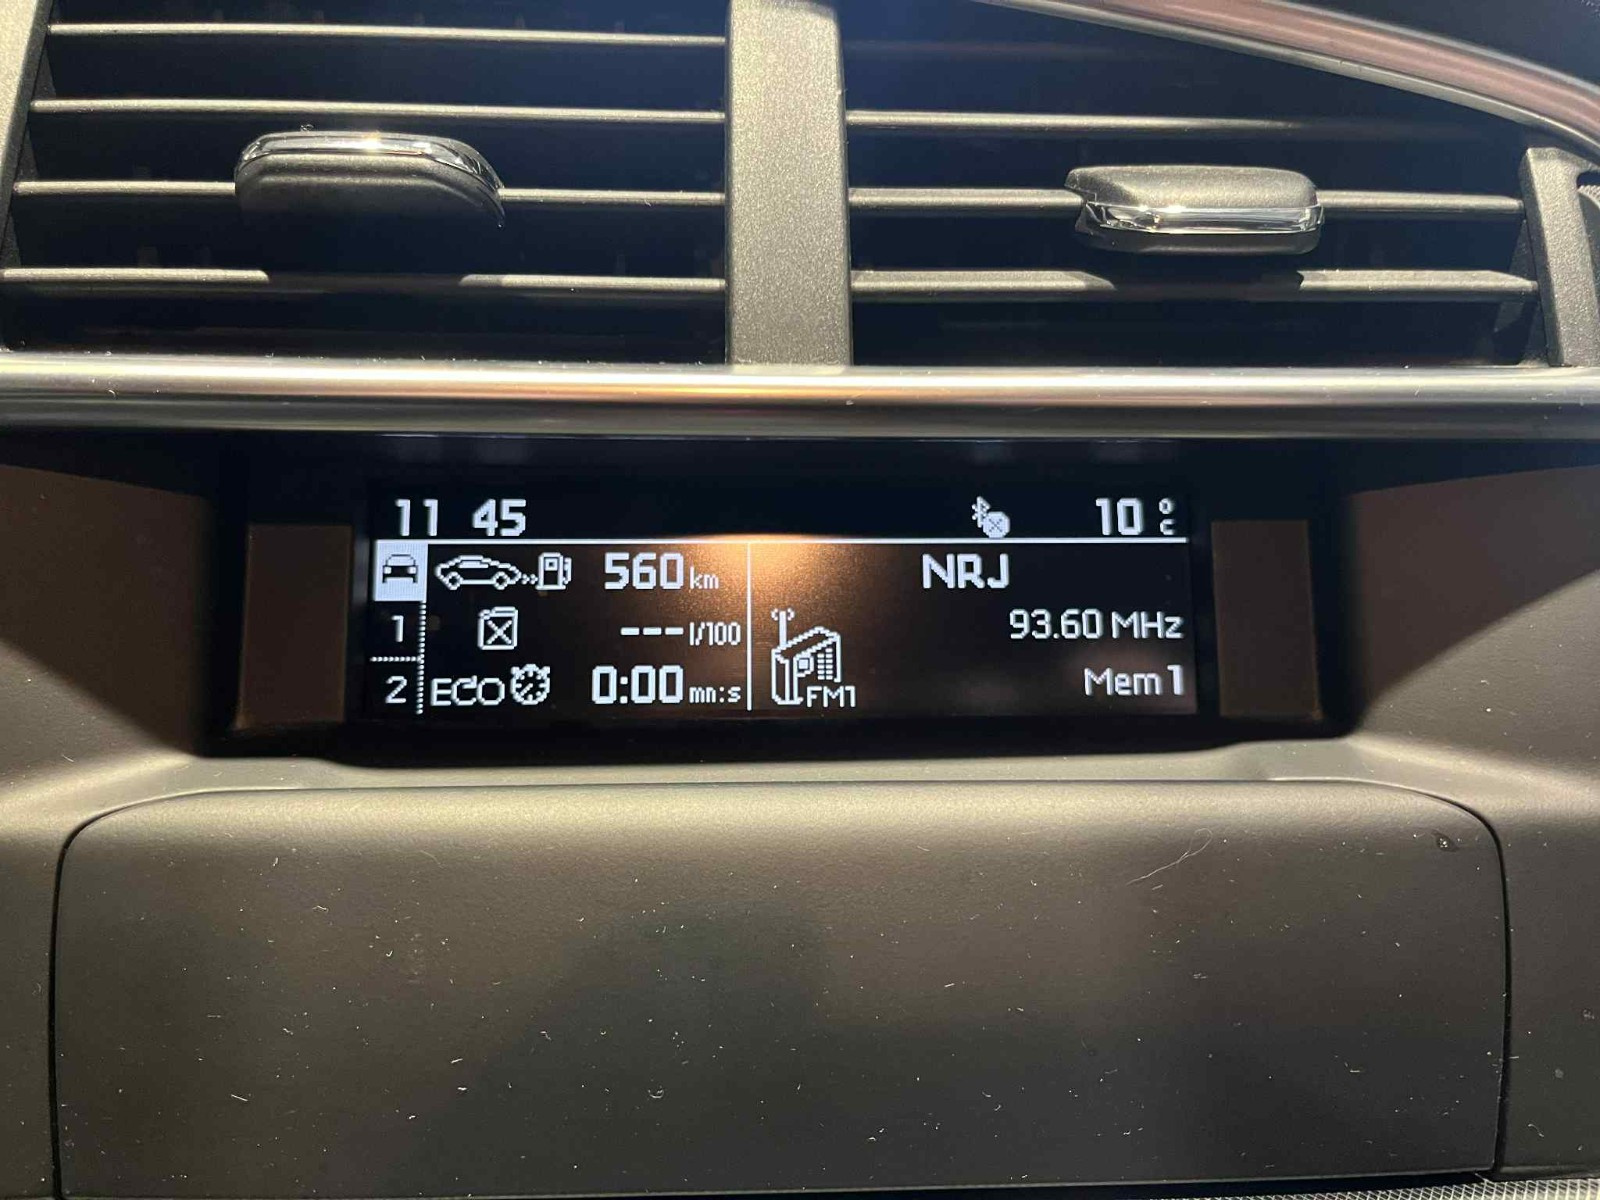 11 45 10 °C
560 km NRJ
1 ---l/100 93.60 MHz
2 ECO 0:00 mn:s FM1 Mem 1